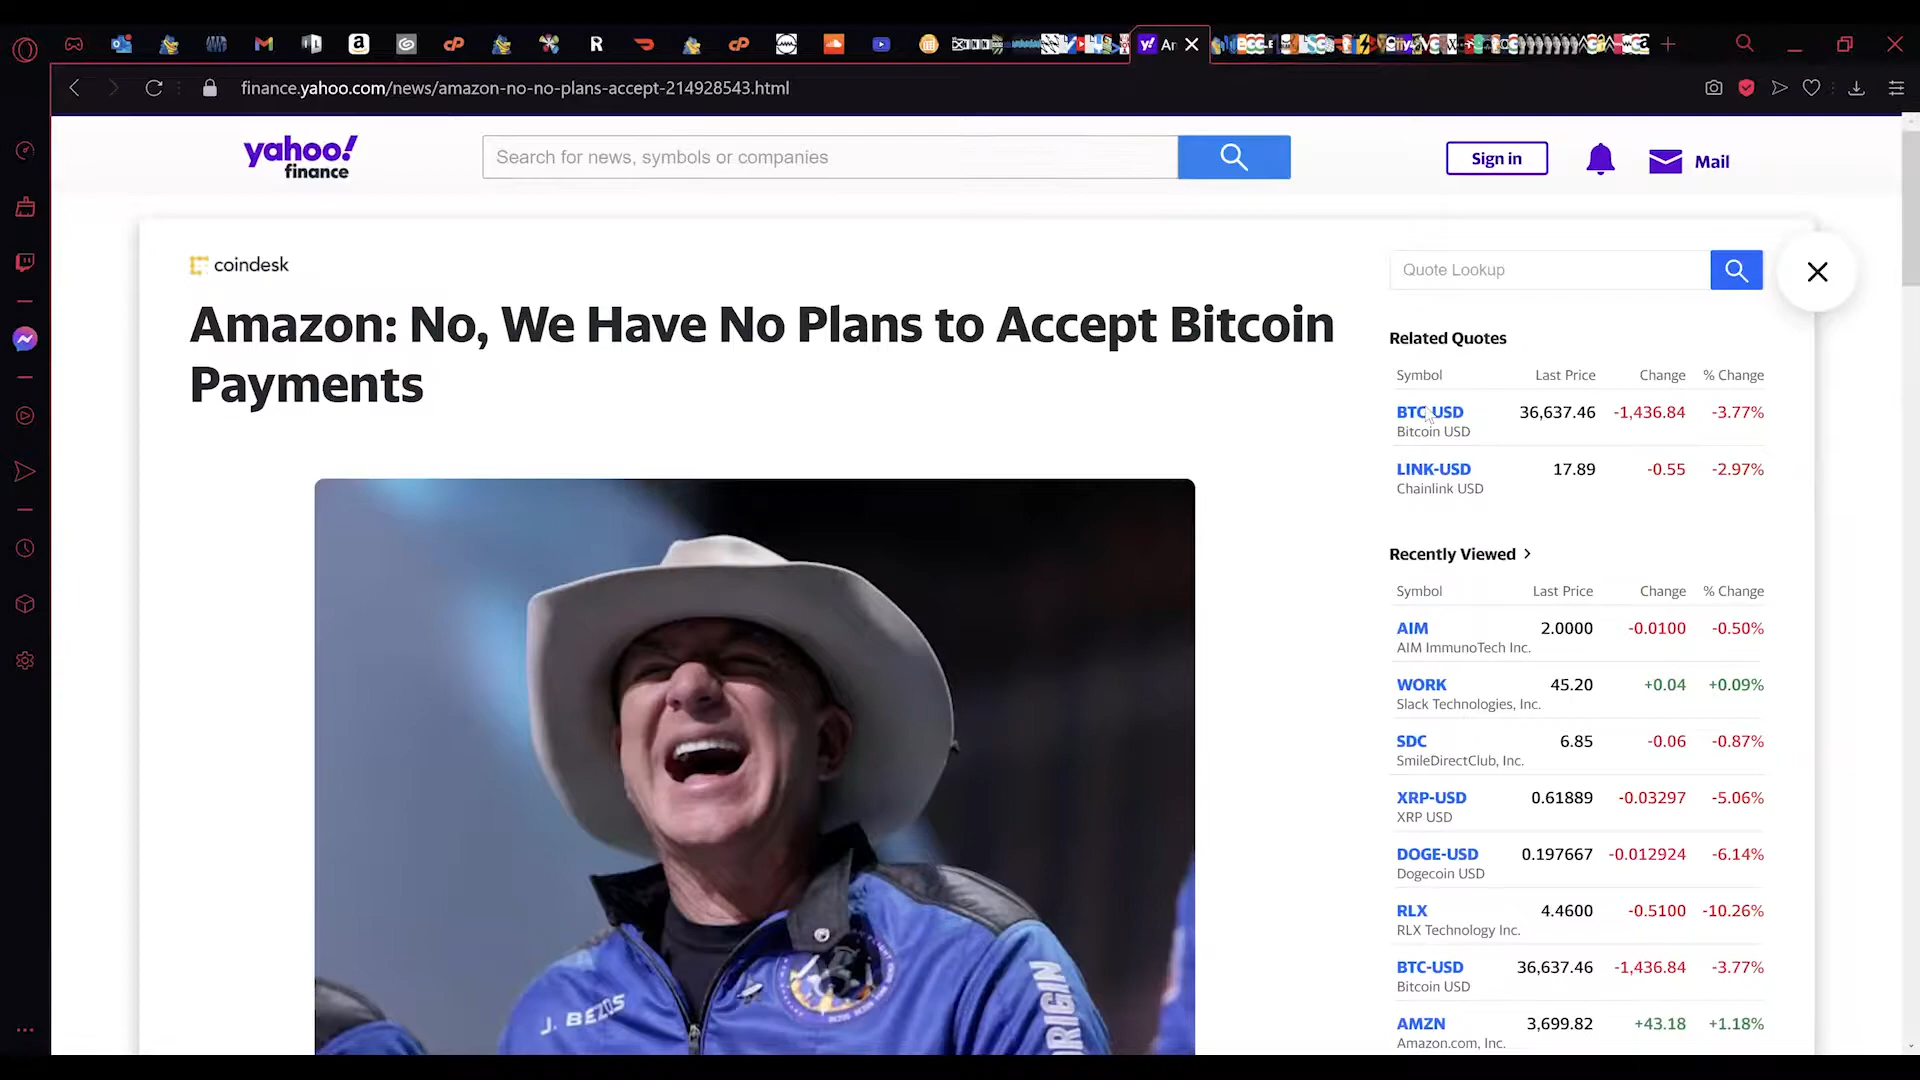 Ar
finance.yahoo.com/news/amazon-no-no-plans-accept-214928543.html
yahoo!
finance
Search for news, symbols or companies
Sign in
Mail
coindesk
Amazon: No, We Have No Plans to Accept Bitcoin
Payments
J. BEZOS
ORIGIN
Quote Lookup
Related Quotes
Symbol Last Price Change % Change
BTC-USD 36,637.46 -1,436.84 -3.77%
Bitcoin USD
LINK-USD 17.89 -0.55 -2.97%
Chainlink USD
Recently Viewed
Symbol Last Price Change % Change
AIM 2.0000 -0.0100 -0.50%
AIM ImmunoTech Inc.
WORK 45.20 +0.04 +0.09%
Slack Technologies, Inc.
SDC 6.85 -0.06 -0.87%
SmileDirectClub, Inc.
XRP-USD 0.61889 -0.03297 -5.06%
XRP USD
DOGE-USD 0.197667 -0.012924 -6.14%
Dogecoin USD
RLX 4.4600 -0.5100 -10.26%
RLX Technology Inc.
BTC-USD 36,637.46 -1,436.84 -3.77%
Bitcoin USD
AMZN 3,699.82 +43.18 +1.18%
Amazon.com, Inc.